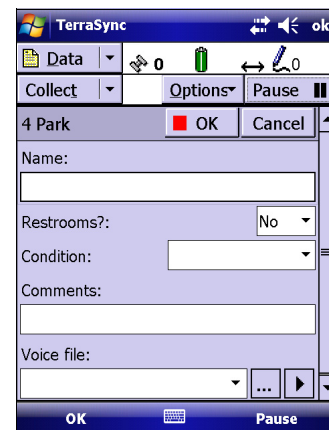 TerraSync ok
Data 0 0
Collect Options Pause
4 Park OK Cancel
Name:
Restrooms?: No
Condition:
Comments:
Voice file:
...
OK Pause